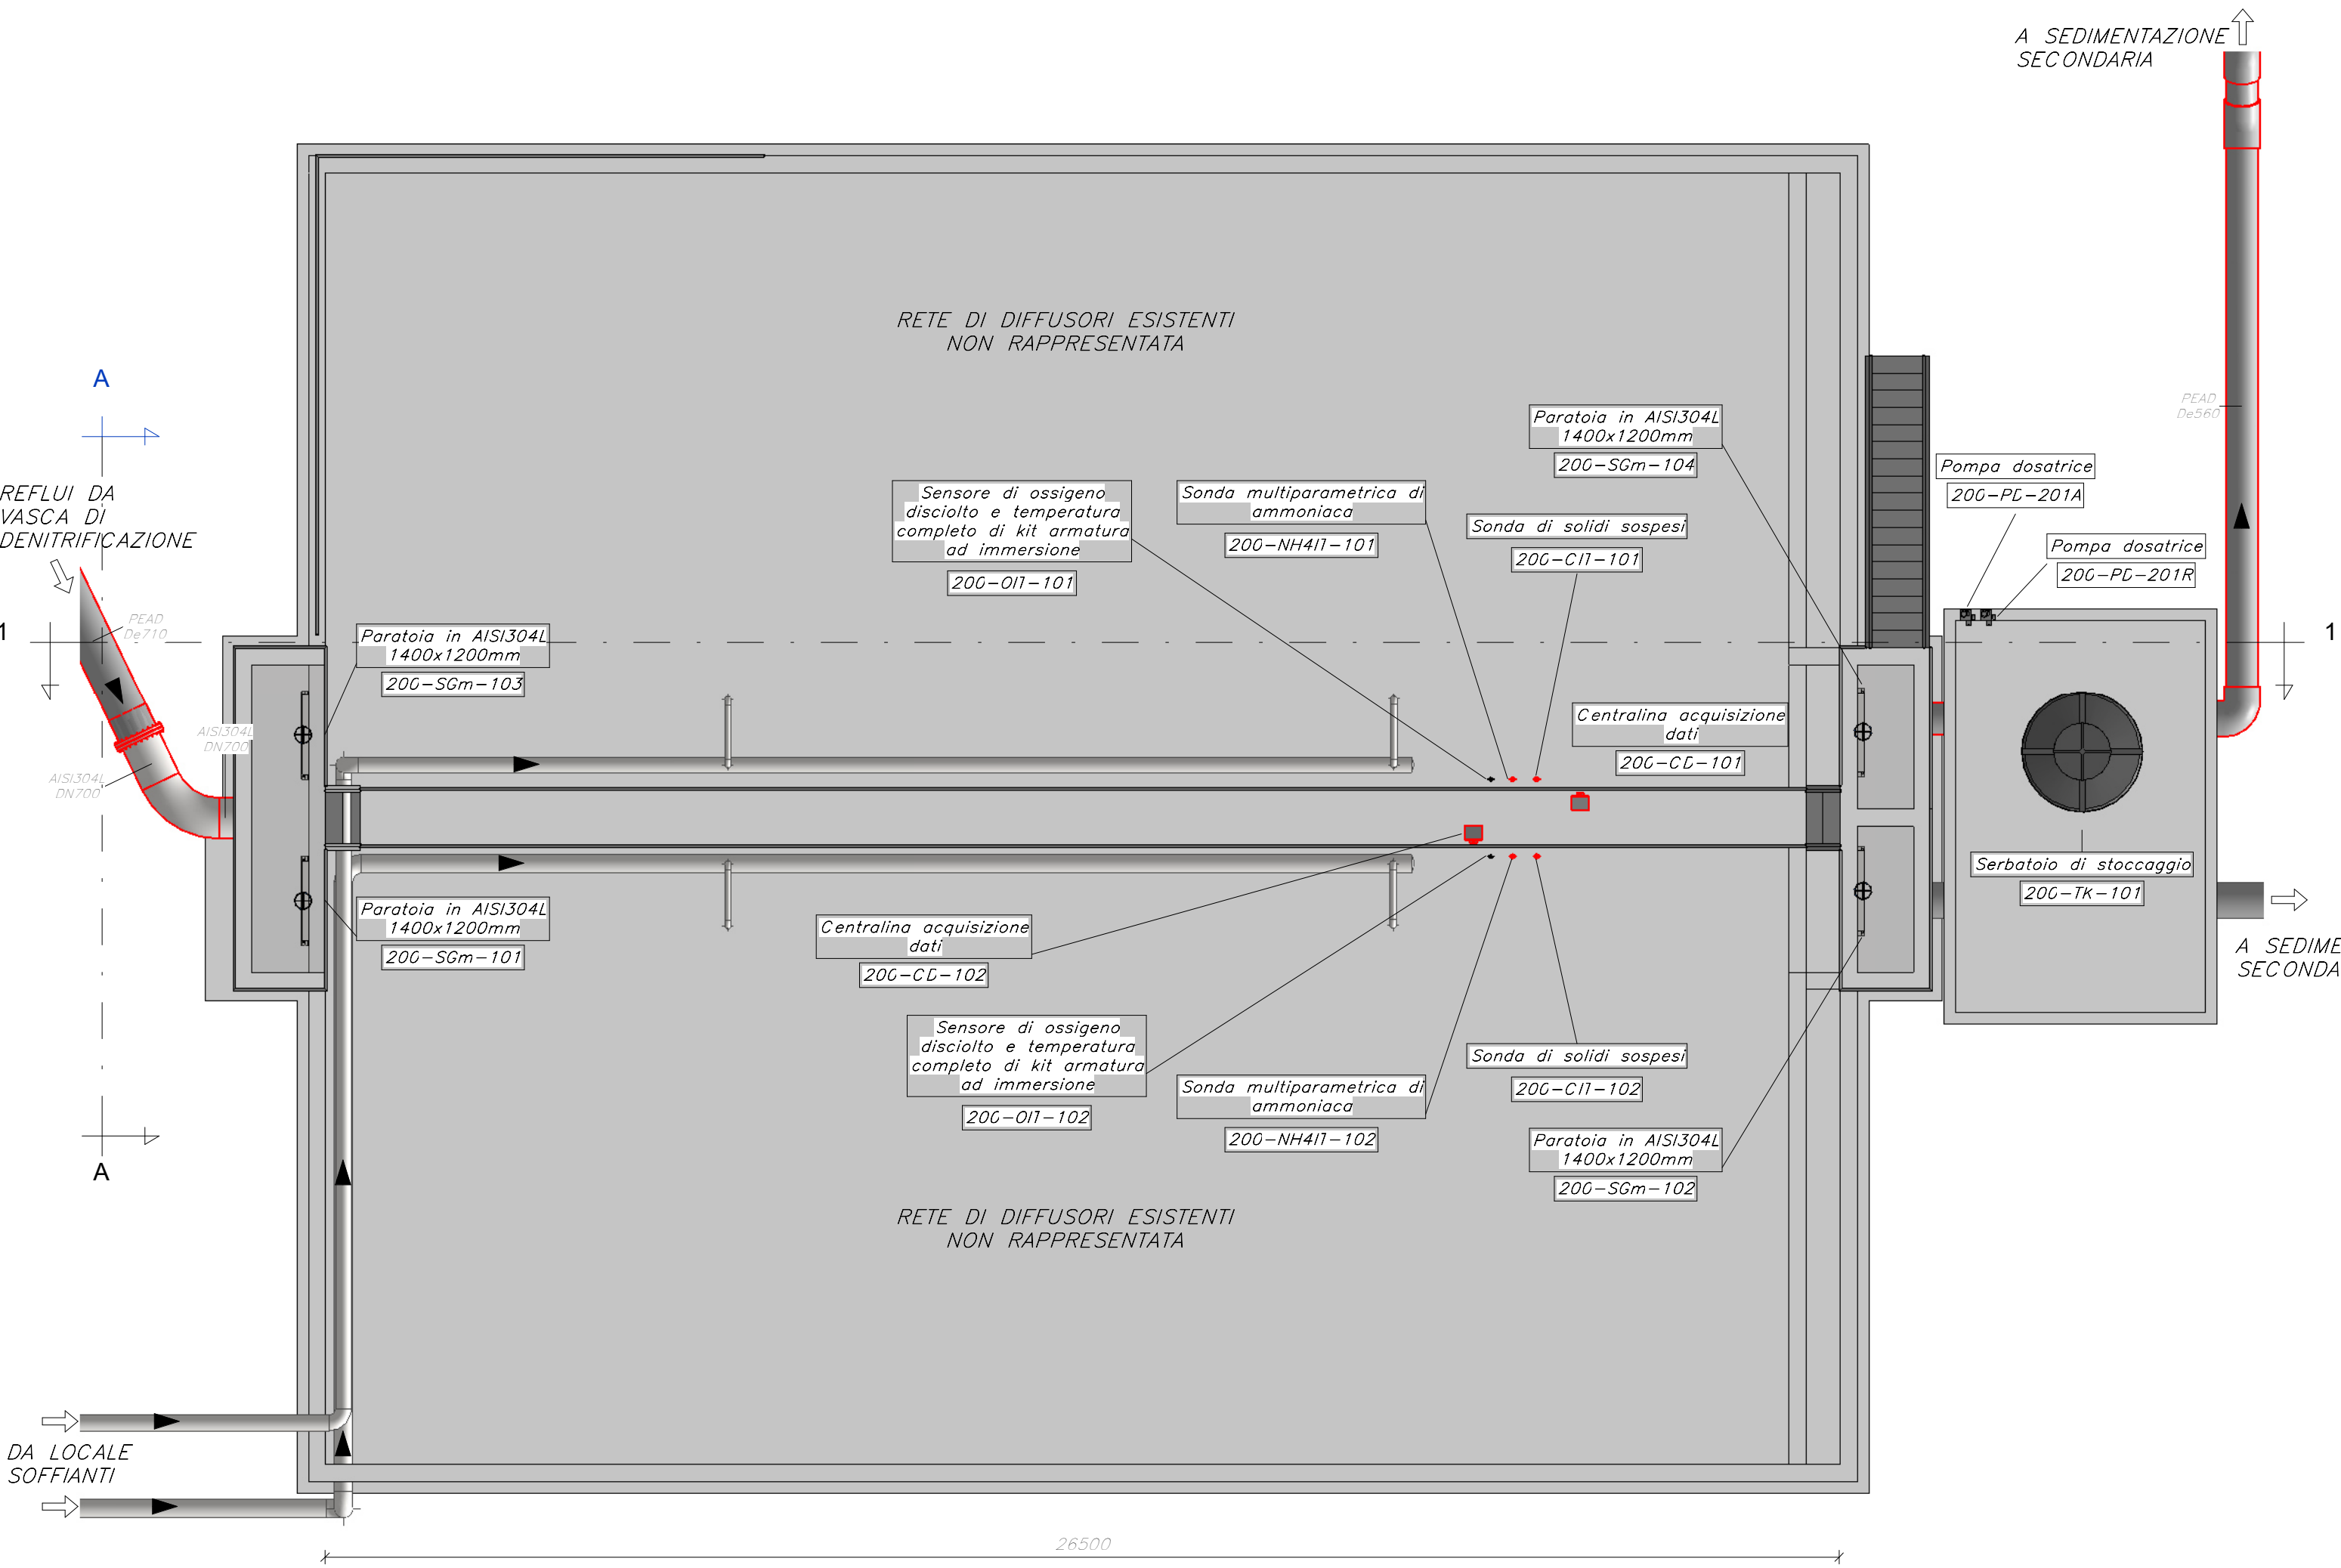 A SEDIMENTAZIONE
SECONDARIA
RETE DI DIFFUSORI ESISTENTI
NON RAPPRESENTATA
A
PEAD
De560
Paratoia in AISI304L
1400x1200mm
200-SGm-104
Pompa dosatrice
200-PD-201A
Sensore di ossigeno
disciolto e temperatura
completo di kit armatura
ad immersione
200-OIT-101
Sonda multiparametrica di
ammoniaca
200-NH4IT-101
Sonda di solidi sospesi
200-CIT-101
REFLUI DA
VASCA DI
DENITRIFICAZIONE
Pompa dosatrice
200-PD-201R
PEAD
De710
1
1
Paratoia in AISI304L
1400x1200mm
200-SGm-103
AISI304L
DN700
Centralina acquisizione
dati
200-CD-101
AISI304L
DN700
Serbatoio di stoccaggio
200-TK-101
Paratoia in AISI304L
1400x1200mm
200-SGm-101
Centralina acquisizione
dati
200-CD-102
A SEDIME
SECONDA
Sensore di ossigeno
disciolto e temperatura
completo di kit armatura
ad immersione
200-OIT-102
Sonda multiparametrica di
ammoniaca
200-NH4IT-102
Sonda di solidi sospesi
200-CIT-102
Paratoia in AISI304L
1400x1200mm
200-SGm-102
A
RETE DI DIFFUSORI ESISTENTI
NON RAPPRESENTATA
DA LOCALE
SOFFIANTI
26500